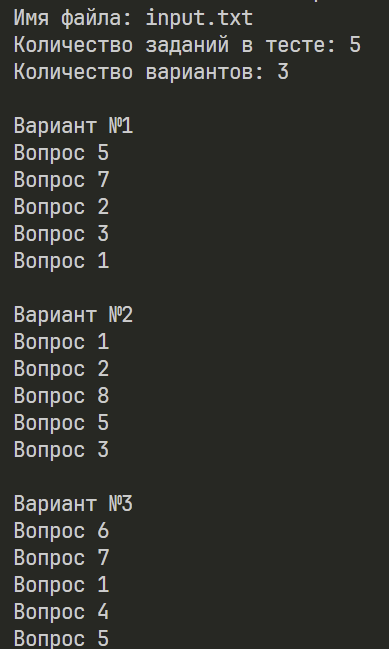 Имя файла: input.txt
Количество заданий в тесте: 5
Количество вариантов: 3
Вариант №1
Вопрос 5
Вопрос 7
Вопрос 2
Вопрос 3
Вопрос 1
Вариант №2
Вопрос 1
Вопрос 2
Вопрос 8
Вопрос 5
Вопрос 3
Вариант №3
Вопрос 6
Вопрос 7
Вопрос 1
Вопрос 4
Вопрос 5